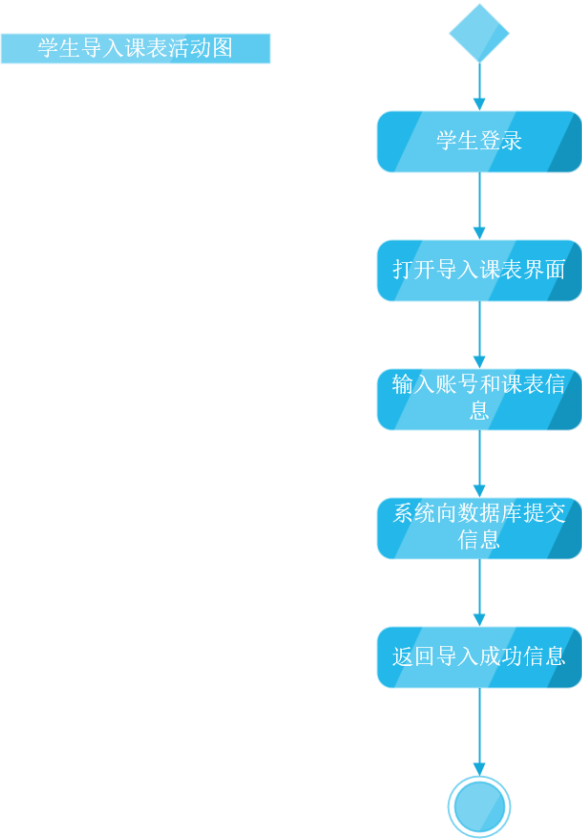 学生导入课表活动图
学生登录
打开导入课表界面
输入账号和课表信
息
系统向数据库提交
信息
返回导入成功信息